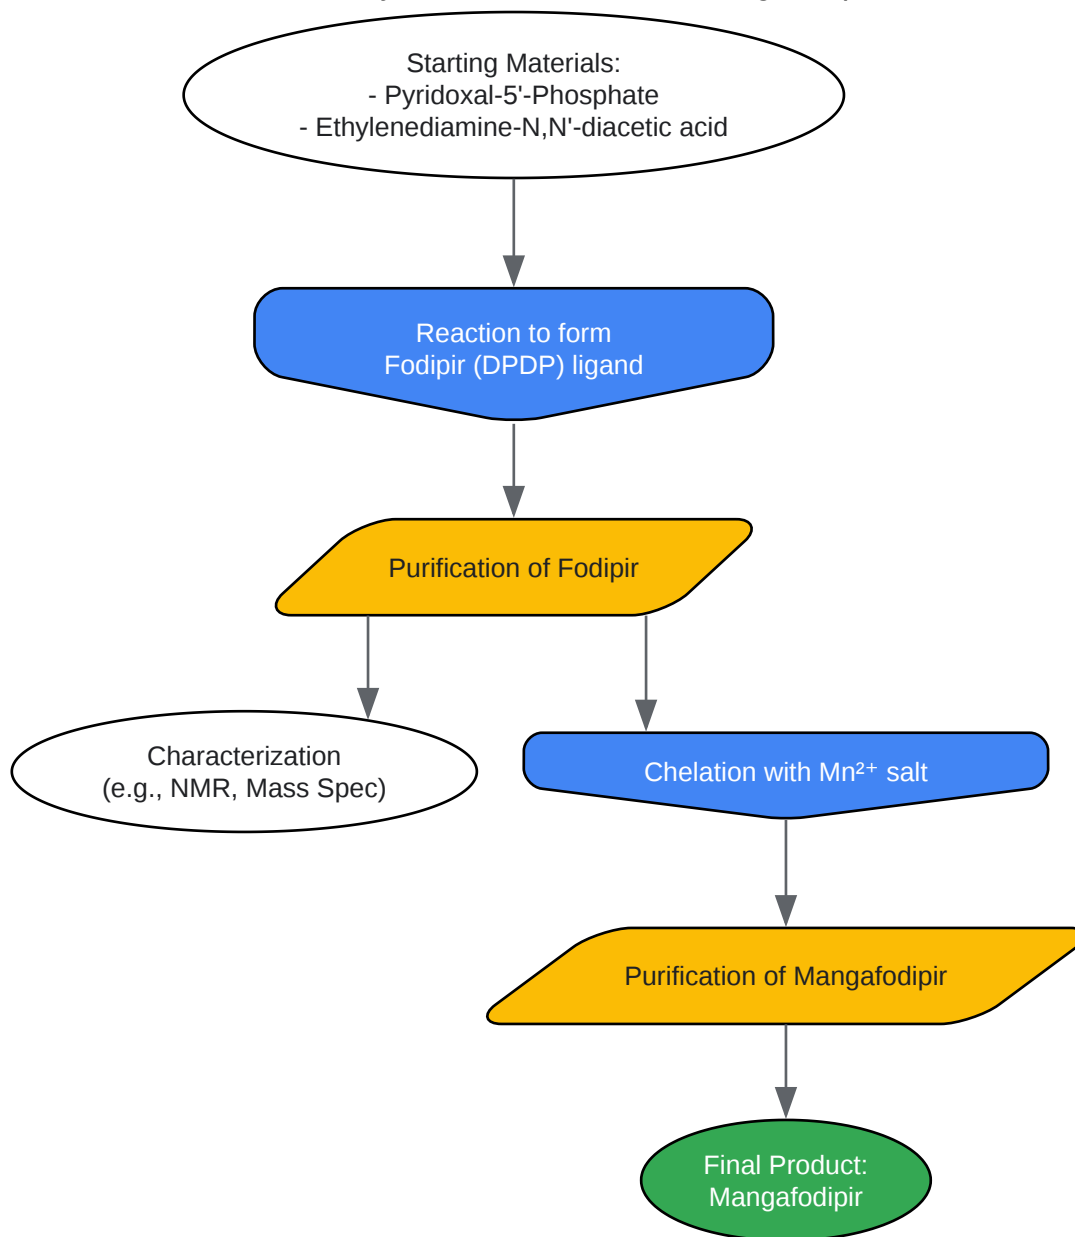 Starting Materials:
- Pyridoxal-5'-Phosphate
- Ethylenediamine-N,N'-diacetic acid
Reaction to form
Fodipir (DPDP) ligand
Purification of Fodipir
Characterization
(e.g., NMR, Mass Spec)
Chelation with Mn²⁺ salt
Purification of Mangafodipir
Final Product:
Mangafodipir